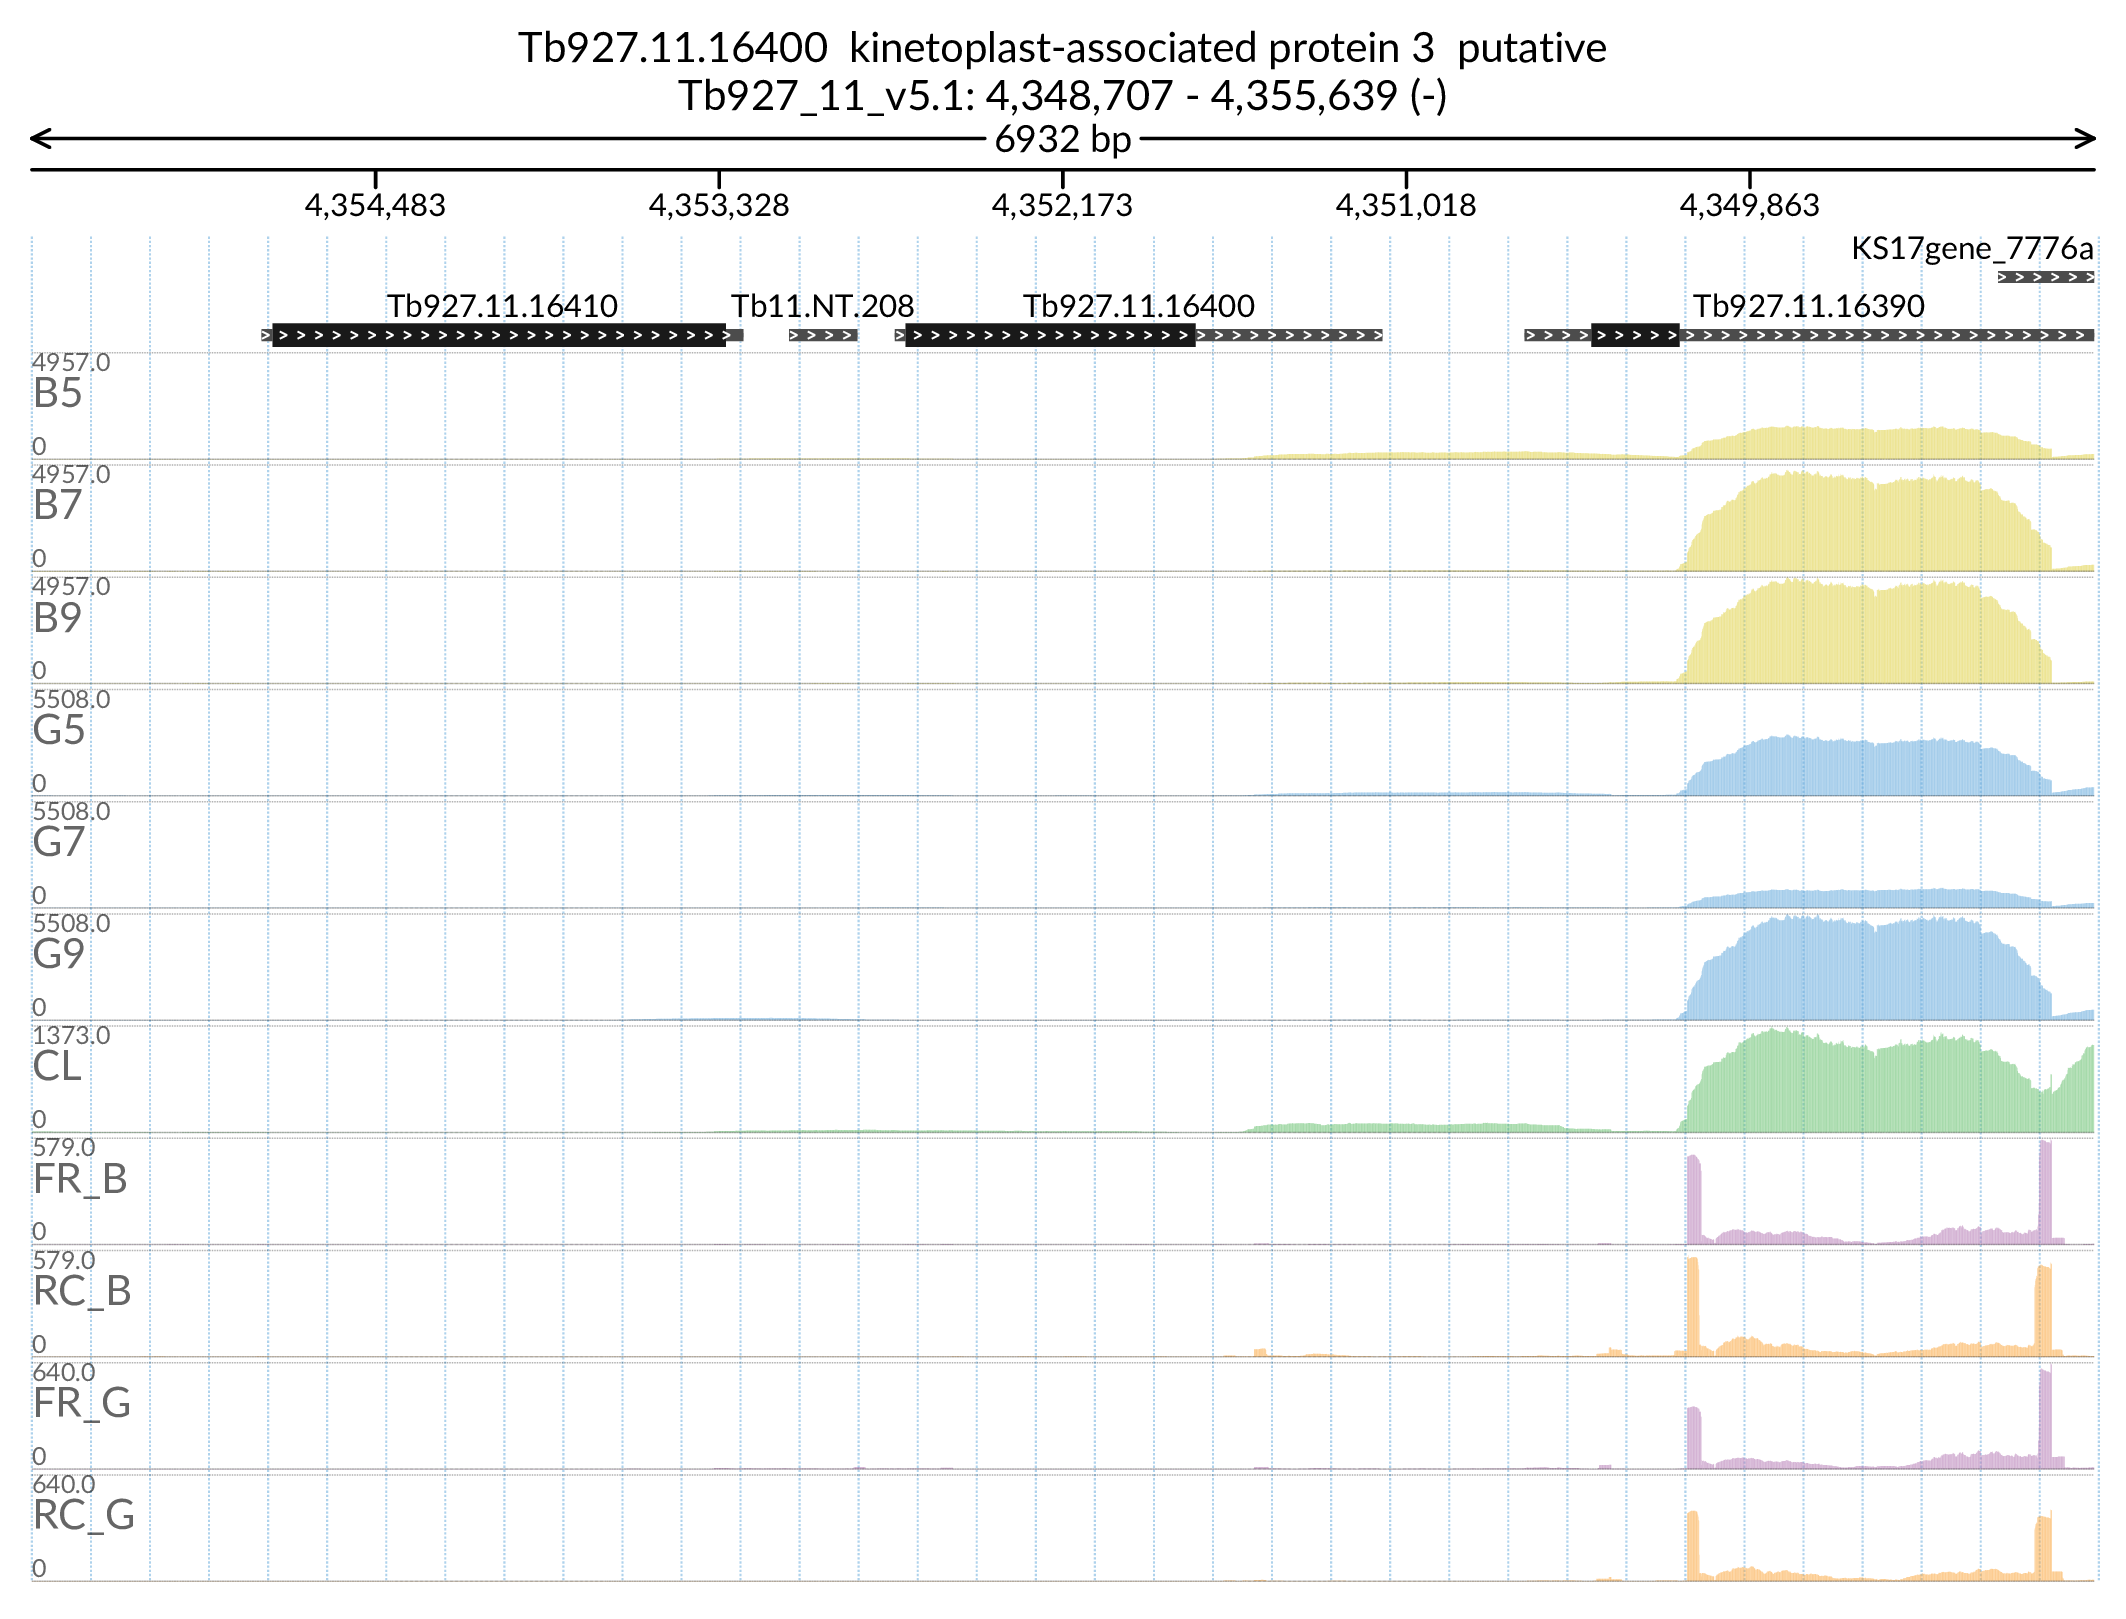 Tb927.11.16400 kinetoplast-associated protein 3 putative
Tb927_11_v5.1: 4,348,707 - 4,355,639 (-)
6932 bp
4,354,483 4,353,328 4,352,173 4,351,018 4,349,863
KS17gene_7776a
Tb927.11.16410 Tb11.NT.208 Tb927.11.16400 Tb927.11.16390
4957.0
B5
0
4957.0
B7
0
4957.0
B9
0
5508.0
G5
0
5508.0
G7
0
5508.0
G9
0
1373.0
CL
0
579.0
FR_B
0
579.0
RC_B
0
640.0
FR_G
0
640.0
RC_G
0